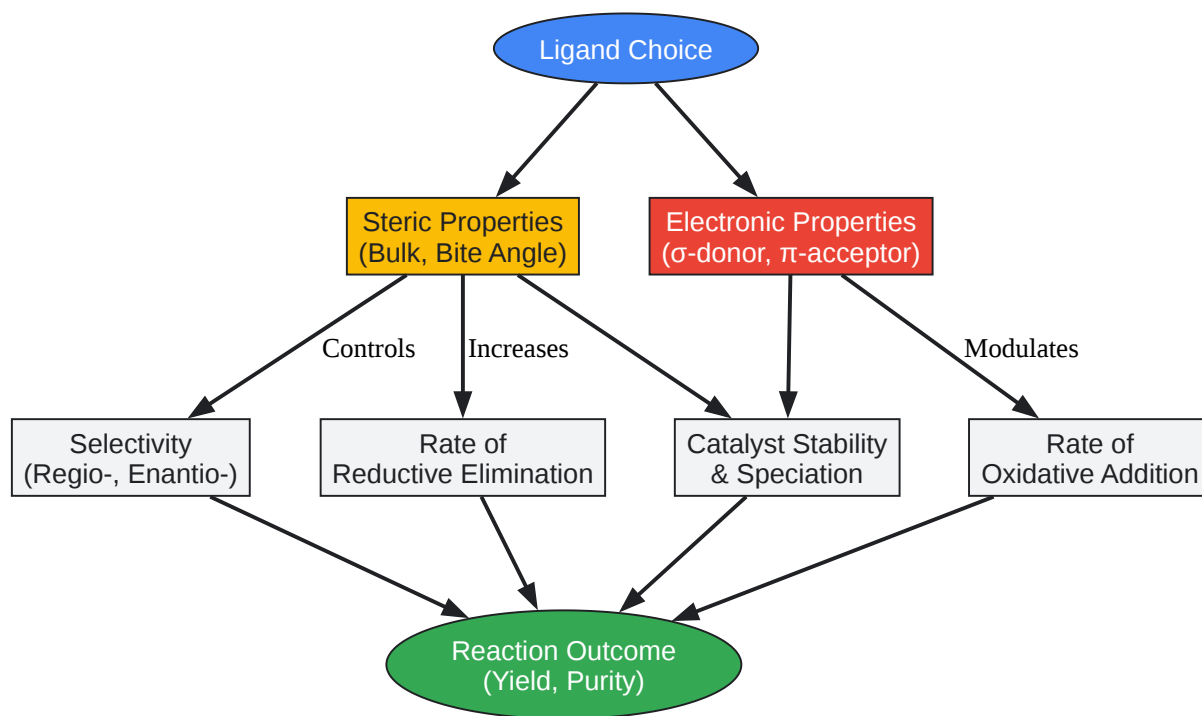 Ligand Choice
Steric Properties
(Bulk, Bite Angle)
Electronic Properties
(σ-donor, π-acceptor)
Controls
Increases
Modulates
Selectivity
(Regio-, Enantio-)
Rate of
Reductive Elimination
Catalyst Stability
& Speciation
Rate of
Oxidative Addition
Reaction Outcome
(Yield, Purity)